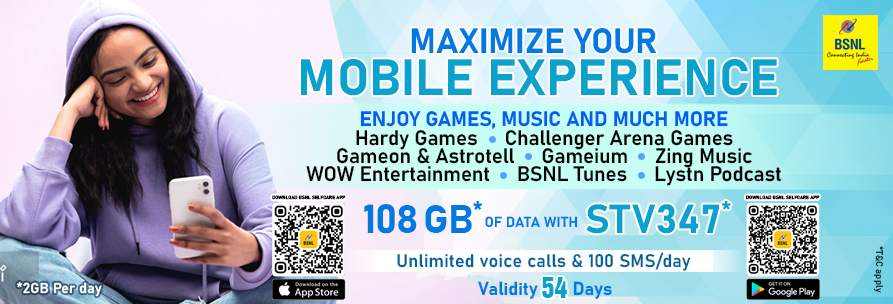 MAXIMIZE YOUR
MOBILE EXPERIENCE
BSNL
Connecting India
Faster
ENJOY GAMES, MUSIC AND MUCH MORE
Hardy Games • Challenger Arena Games
Gameon & Astrotell • Gameium • Zing Music
WOW Entertainment • BSNL Tunes • Lystn Podcast
DOWNLOAD BSNL SELFCARE APP
BSNL
Download on the
App Store
108 GB* OF DATA WITH STV347*
Unlimited voice calls & 100 SMS/day
Validity 54 Days
DOWNLOAD BSNL SELFCARE APP
BSNL
GET IT ON
Google Play
*2GB Per day
*T&C apply